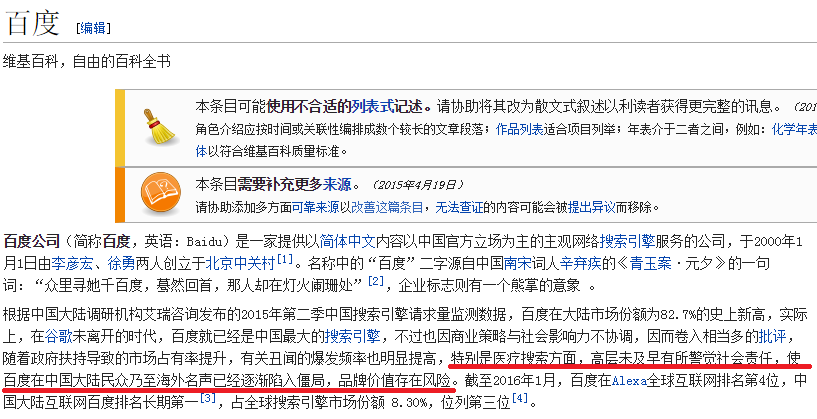 百度 [编辑]
维基百科，自由的百科全书
本条目可能使用不合适的列表式记述。请协助将其改为散文式叙述以利读者获得更完整的讯息。（201
角色介绍应按时间或关联性编排成数个较长的文章段落；作品列表适合项目列举；年表介于二者之间，例如：化学年表
体以符合维基百科质量标准。
本条目需要补充更多来源。（2015年4月19日）
请协助添加多方面可靠来源以改善这篇条目，无法查证的内容可能会被提出异议而移除。
百度公司（简称百度，英语：Baidu）是一家提供以简体中文内容以中国官方立场为主的主观网络搜索引擎服务的公司，于2000年1
月1日由李彦宏、徐勇两人创立于北京中关村[1]。名称中的“百度”二字源自中国南宋词人辛弃疾的《青玉案·元夕》的一句
词：“众里寻她千百度，蓦然回首，那人却在灯火阑珊处”[2]，企业标志则有一个熊掌的意象 。
根据中国大陆调研机构艾瑞咨询发布的2015年第二季中国搜索引擎请求量监测数据，百度在大陆市场份额为82.7%的史上新高，实际
上，在谷歌未离开的时代，百度就已经是中国最大的搜索引擎，不过也因商业策略与社会影响力不协调，因而卷入相当多的批评，
随着政府扶持导致的市场占有率提升，有关丑闻的爆发频率也明显提高，特别是医疗搜索方面，高层未及早有所警觉社会责任，使
百度在中国大陆民众乃至海外名声已经逐渐陷入僵局，品牌价值存在风险。截至2016年1月，百度在Alexa全球互联网排名第4位，中
国大陆互联网百度排名长期第一[3]，占全球搜索引擎市场份额 8.30%，位列第三位[4]。